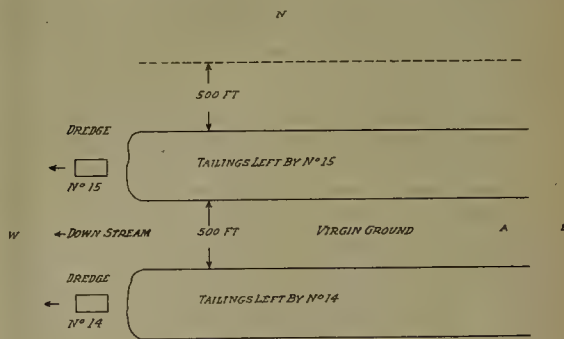 N
500 FT
DREDGE
TAILINGS LEFT BY Nº 15
Nº 15
W
←DOWN STREAM
500 FT
VIRGIN GROUND
A
DREDGE
TAILINGS LEFT BY Nº 14
Nº 14